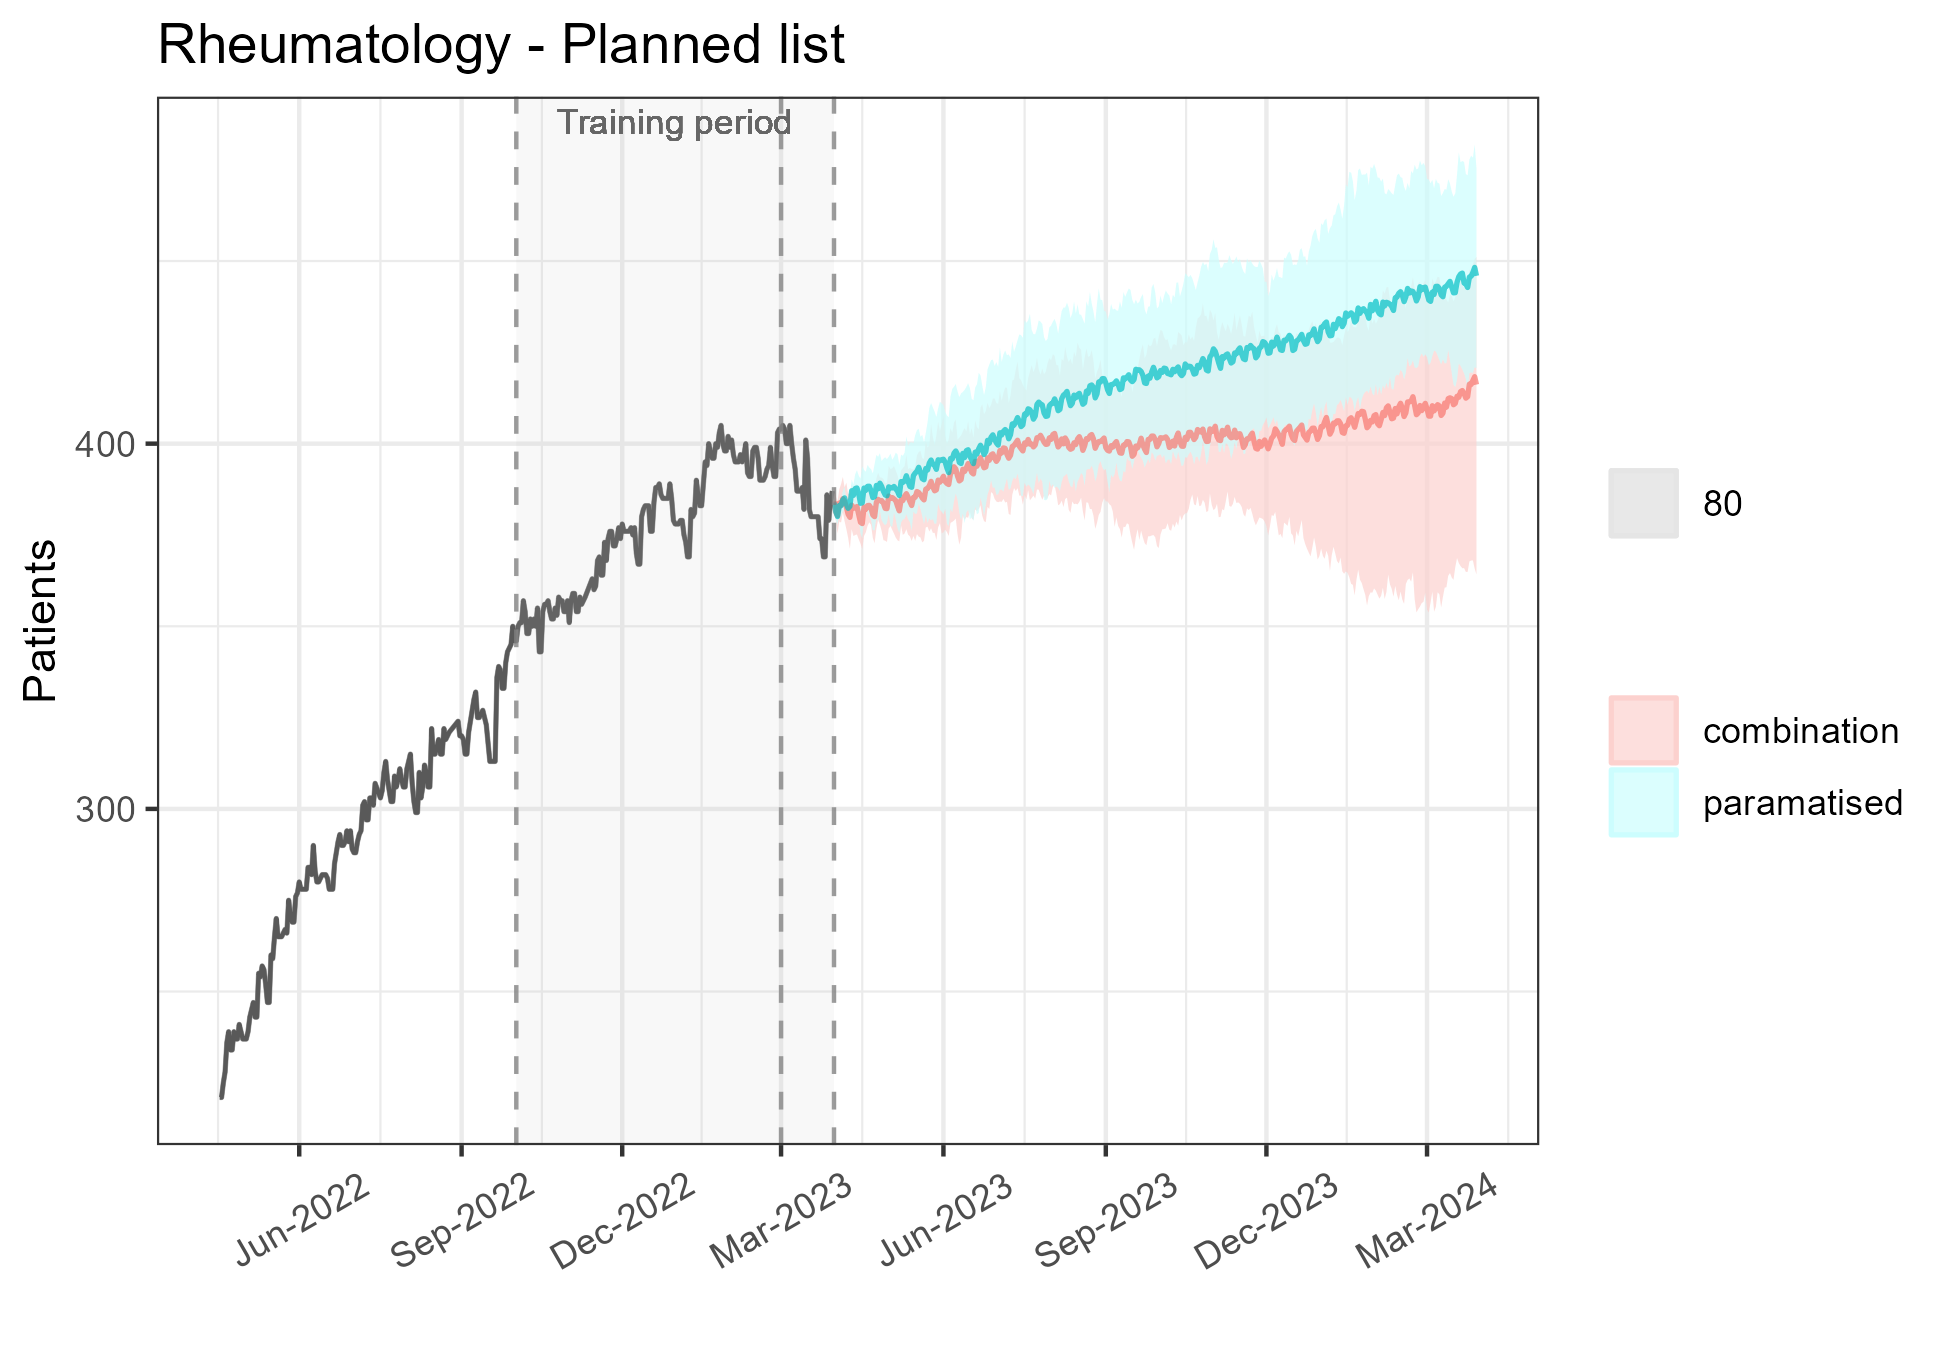 Rheumatology - Planned list
Training period
Patients
400
300
80
combination
paramatised
Jun-2022
Sep-2022
Dec-2022
Mar-2023
Jun-2023
Sep-2023
Dec-2023
Mar-2024